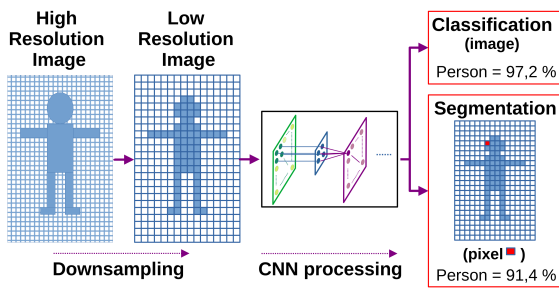 High
Resolution
Image
Low
Resolution
Image
Downsampling
CNN processing
Classification
(image)
Person = 97,2 %
Segmentation
(pixel )
Person = 91,4 %